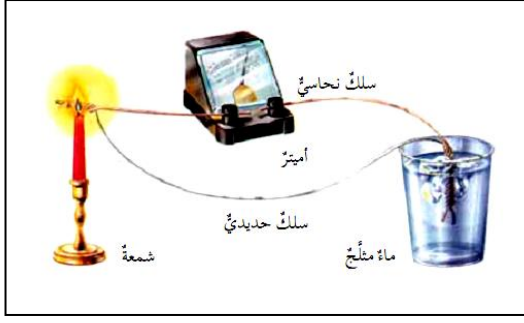 سلكٌ نحاسيٌّ
أميترٌ
سلكٌ حديديٌّ
ماءٌ مثلَّجٌ
شمعةٌ